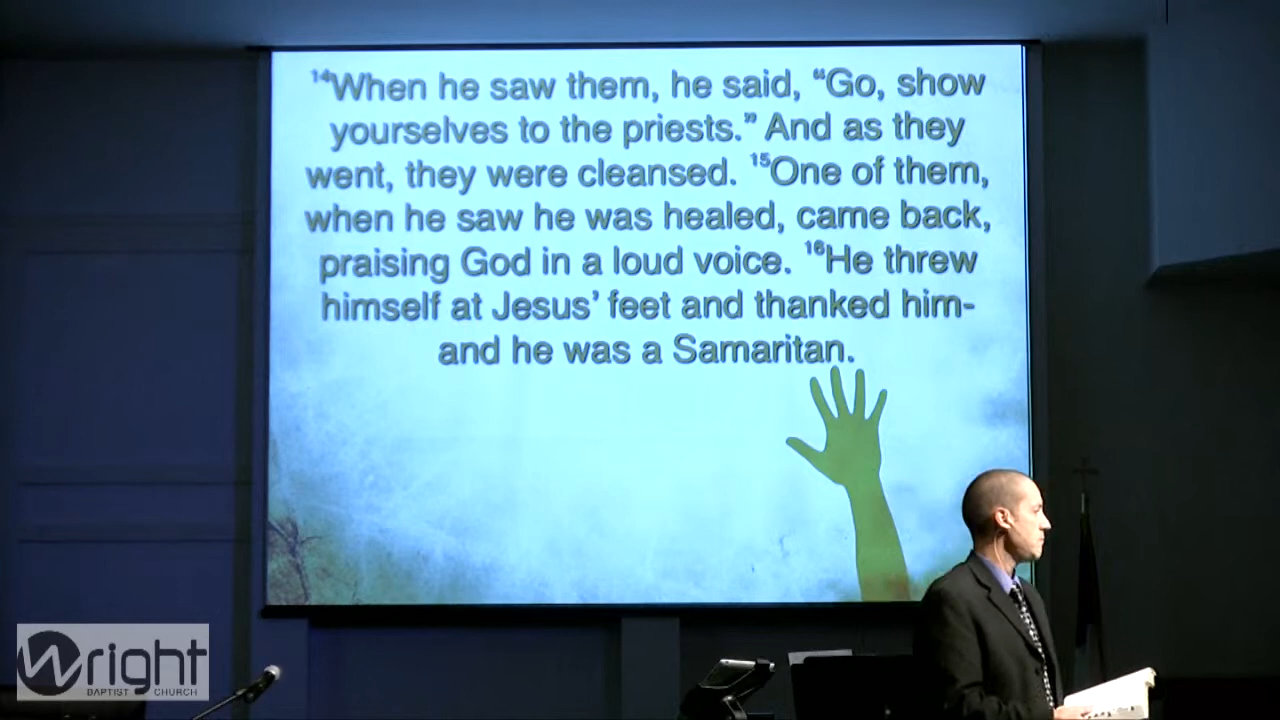 ¹⁴When he saw them, he said, “Go, show
yourselves to the priests.” And as they
went, they were cleansed. ¹⁵One of them,
when he saw he was healed, came back,
praising God in a loud voice. ¹⁶He threw
himself at Jesus’ feet and thanked him-
and he was a Samaritan.
Wright
BAPTIST CHURCH